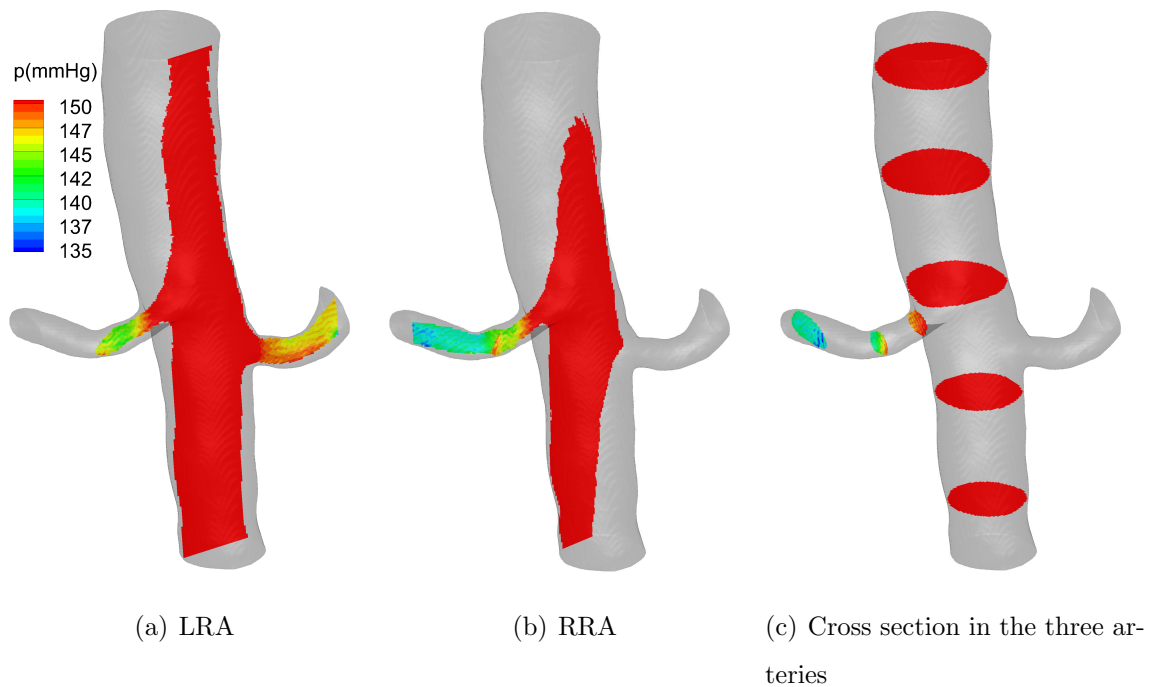 p(mmHg)
150
147
145
142
140
137
135
(a) LRA
(b) RRA
(c) Cross section in the three ar-
teries